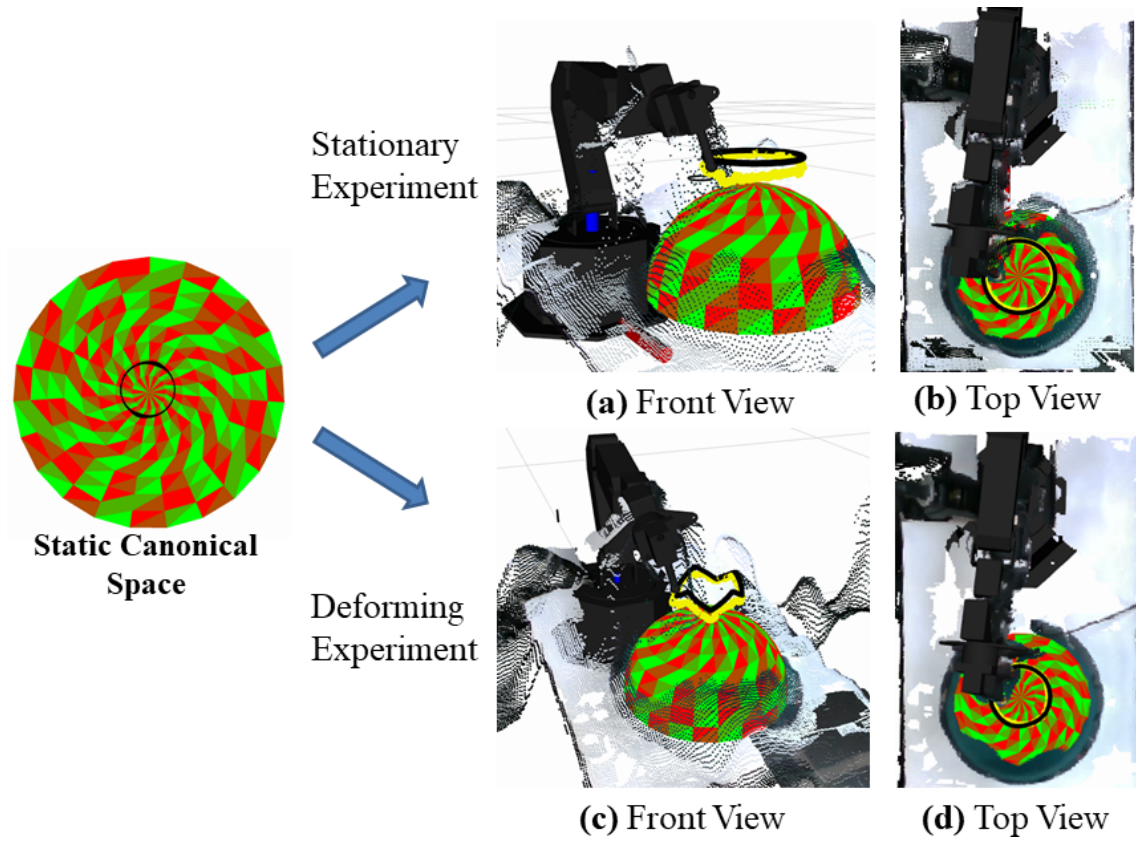 Stationary
Experiment
(a) Front View
(b) Top View
Static Canonical
Space
Deforming
Experiment
(c) Front View
(d) Top View